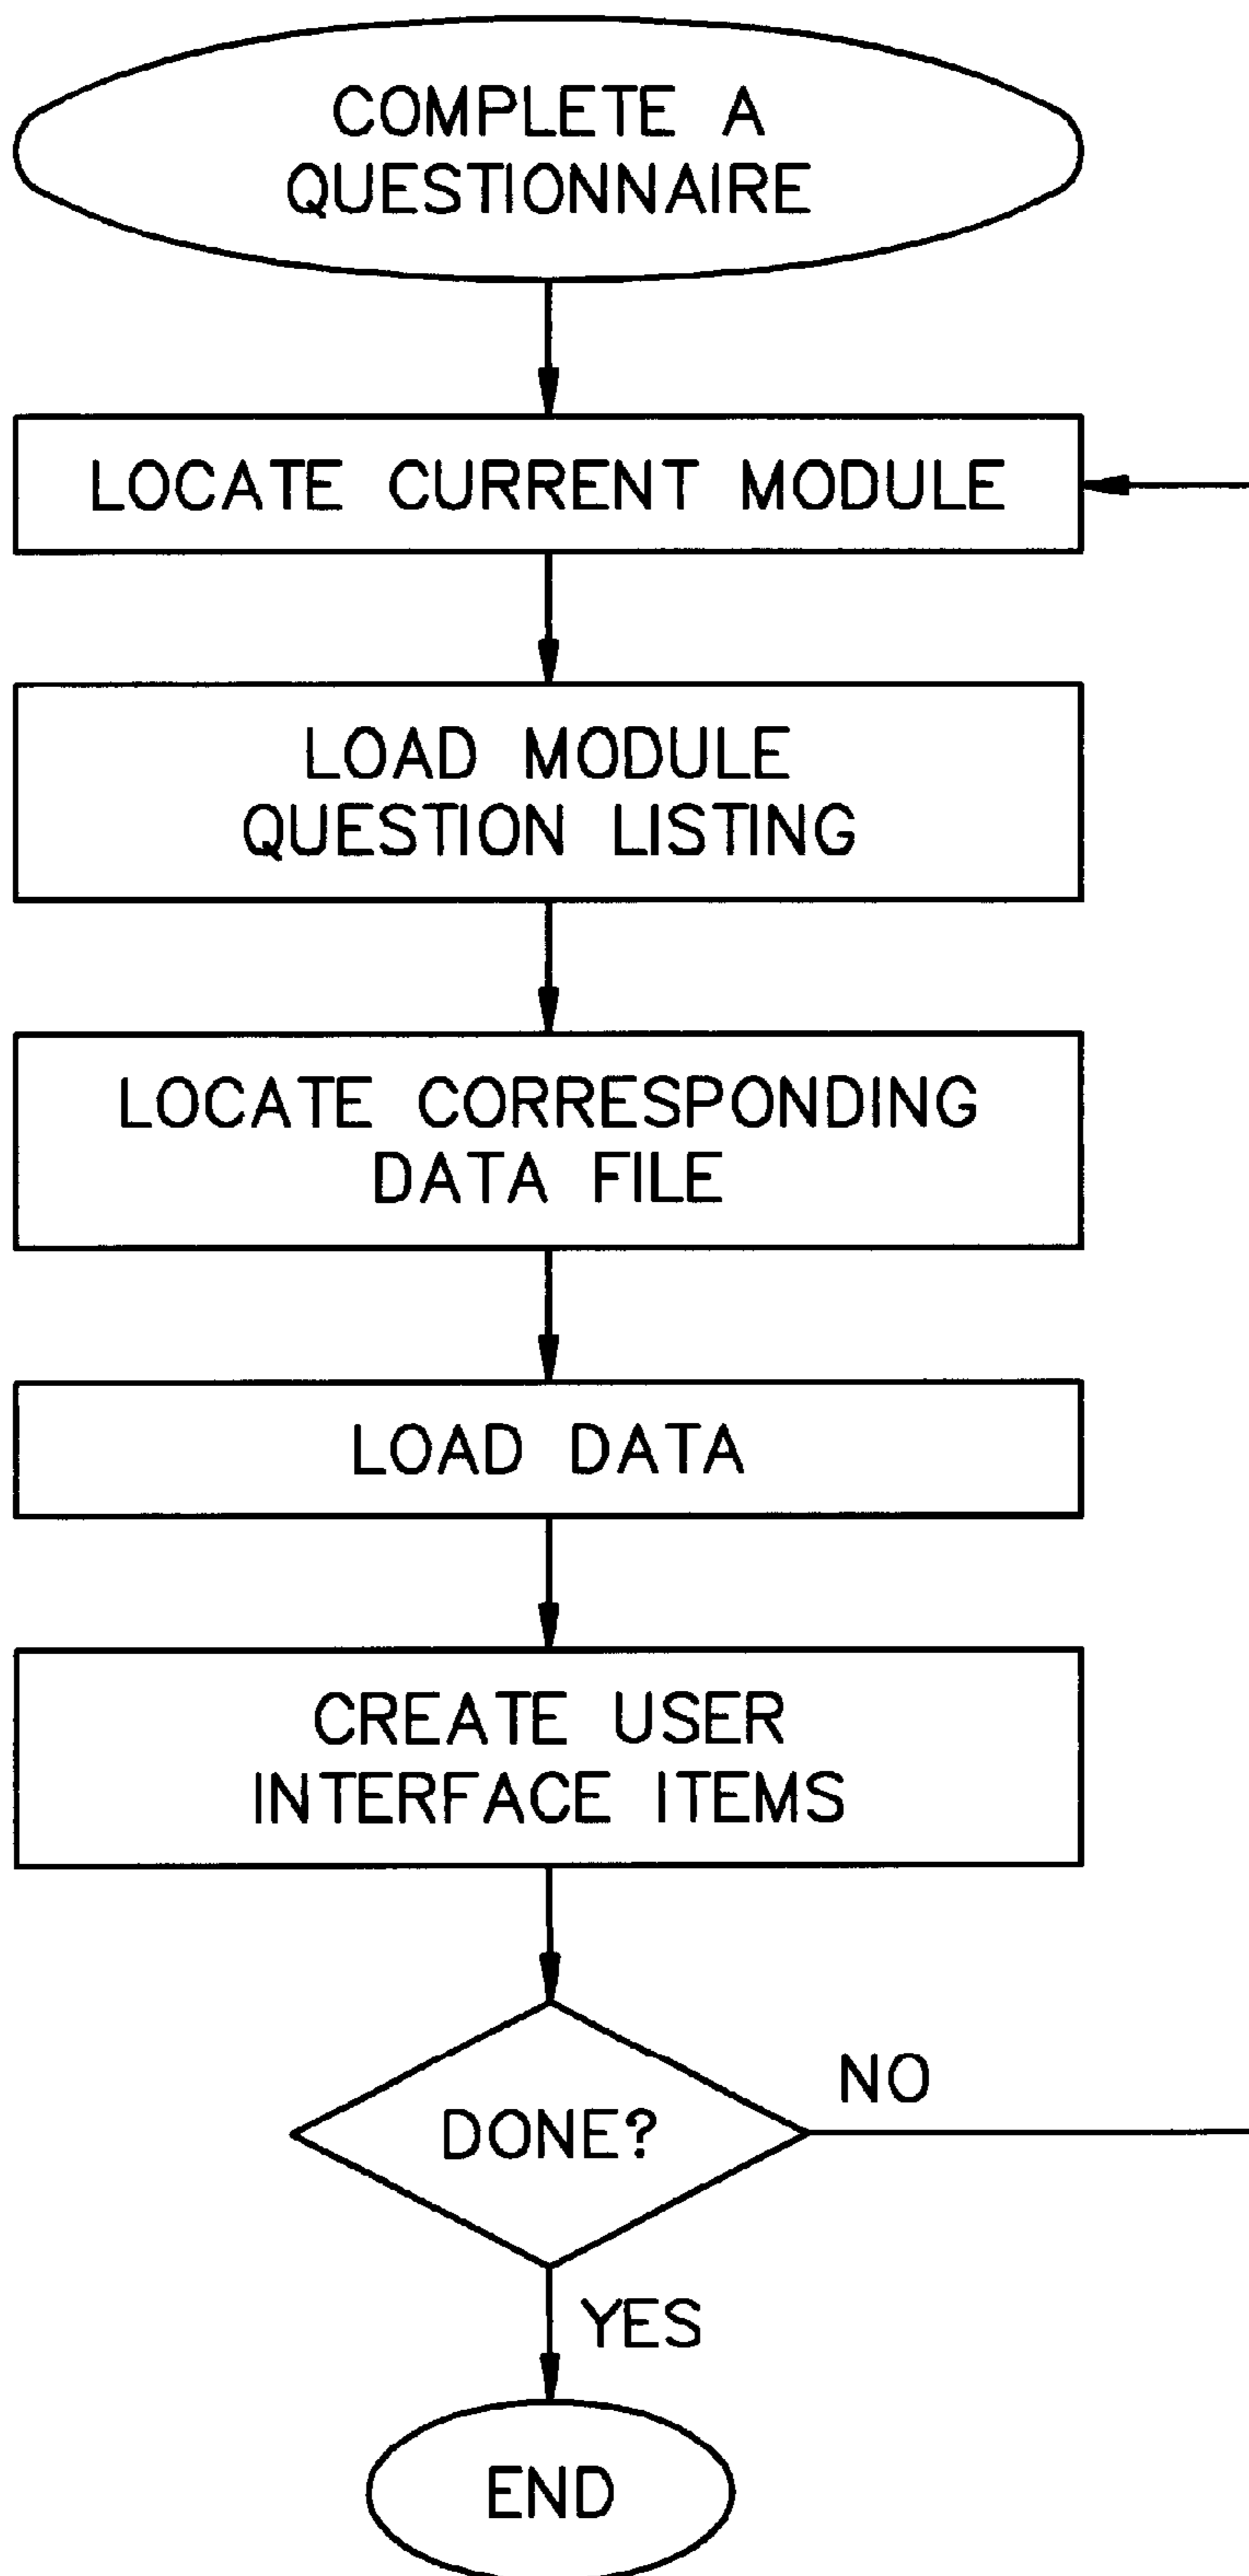 COMPLETE A
QUESTIONNAIRE
LOCATE CURRENT MODULE
LOAD MODULE
QUESTION LISTING
LOCATE CORRESPONDING
DATA FILE
LOAD DATA
CREATE USER
INTERFACE ITEMS
DONE?
NO
YES
END